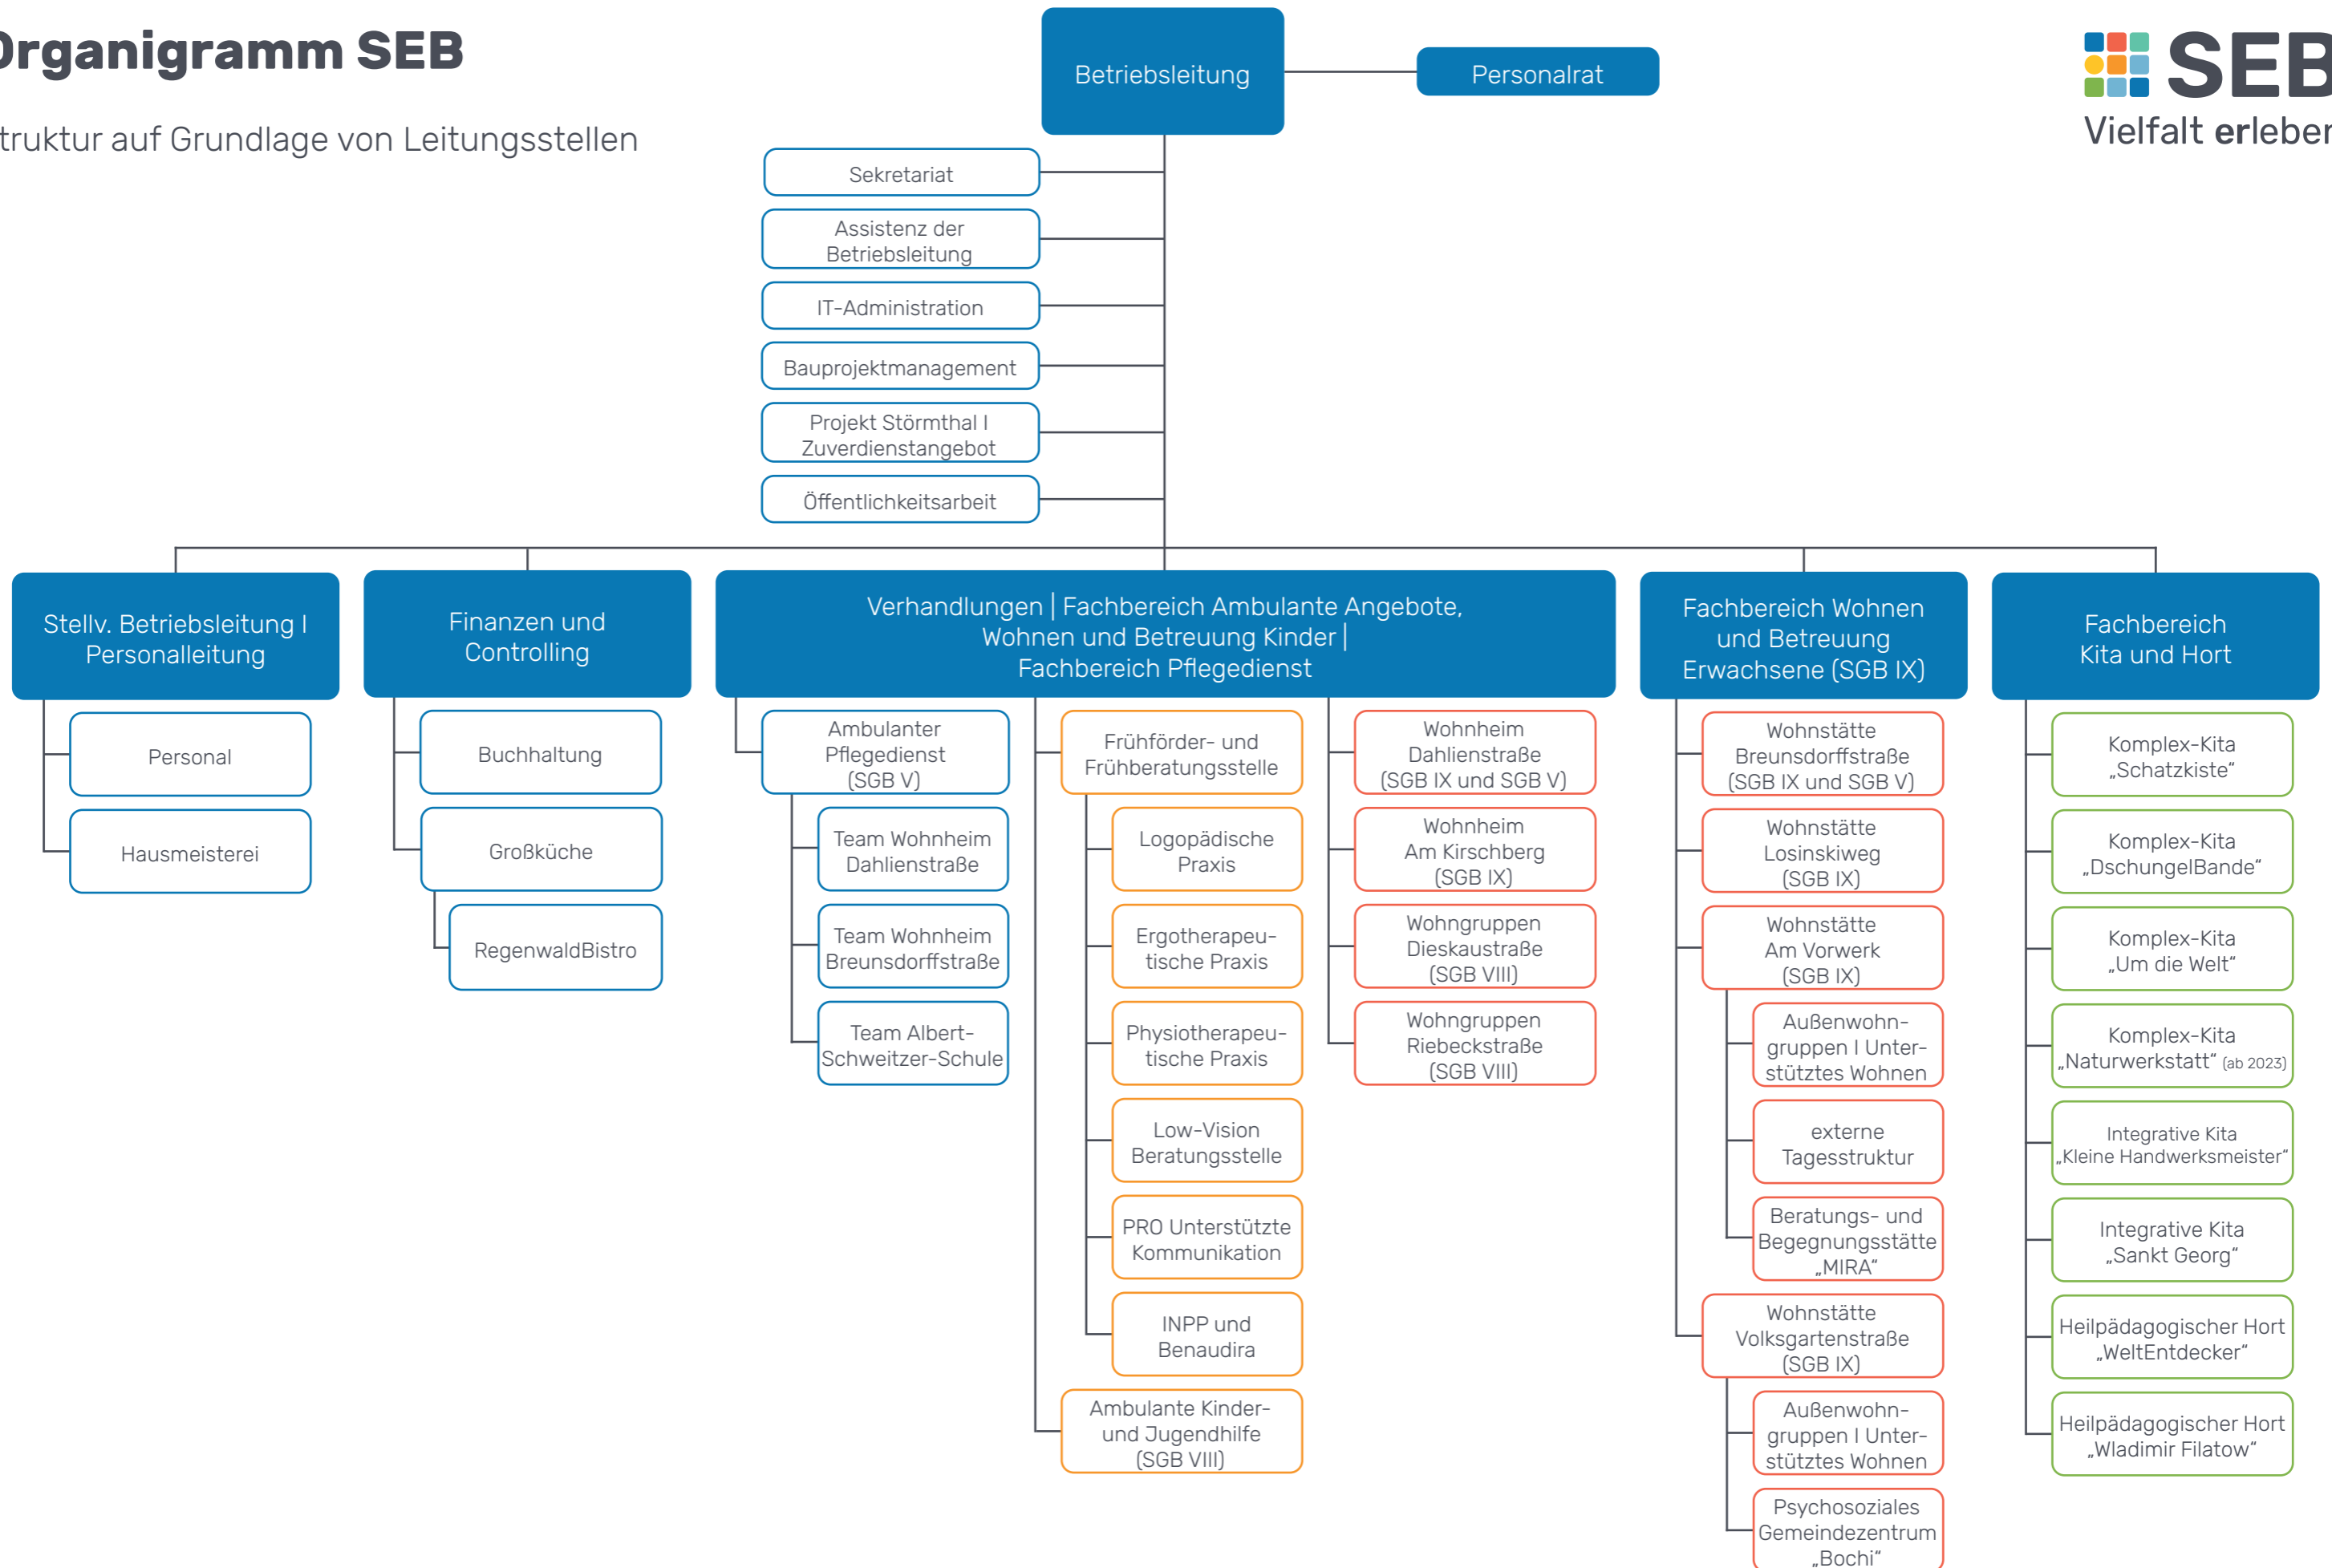 Organigramm SEB
truktur auf Grundlage von Leitungsstellen
SEB
Vielfalt erleben
Betriebsleitung
Personalrat
Sekretariat
Assistenz der
Betriebsleitung
IT-Administration
Bauprojektmanagement
Projekt Störmthal I
Zuverdienstangebot
Öffentlichkeitsarbeit
Stellv. Betriebsleitung I
Personalleitung
Personal
Hausmeisterei
Finanzen und
Controlling
Buchhaltung
Großküche
RegenwaldBistro
Verhandlungen | Fachbereich Ambulante Angebote,
Wohnen und Betreuung Kinder |
Fachbereich Pflegedienst
Ambulanter
Pflegedienst
(SGB V)
Team Wohnheim
Dahlienstraße
Team Wohnheim
Breunsdorffstraße
Team Albert-
Schweitzer-Schule
Frühförder- und
Frühberatungsstelle
Logopädische
Praxis
Ergotherapeu-
tische Praxis
Physiotherapeu-
tische Praxis
Low-Vision
Beratungsstelle
PRO Unterstützte
Kommunikation
INPP und
Benaudira
Ambulante Kinder-
und Jugendhilfe
(SGB VIII)
Wohnheim
Dahlienstraße
(SGB IX und SGB V)
Wohnheim
Am Kirschberg
(SGB IX)
Wohngruppen
Dieskaustraße
(SGB VIII)
Wohngruppen
Riebeckstraße
(SGB VIII)
Fachbereich Wohnen
und Betreuung
Erwachsene (SGB IX)
Wohnstätte
Breunsdorffstraße
(SGB IX und SGB V)
Wohnstätte
Losinskiweg
(SGB IX)
Wohnstätte
Am Vorwerk
(SGB IX)
Außenwohn-
gruppen I Unter-
stütztes Wohnen
externe
Tagesstruktur
Beratungs- und
Begegnungsstätte
„MIRA“
Wohnstätte
Volksgartenstraße
(SGB IX)
Außenwohn-
gruppen I Unter-
stütztes Wohnen
Psychosoziales
Gemeindezentrum
„Bochi“
Fachbereich
Kita und Hort
Komplex-Kita
„Schatzkiste“
Komplex-Kita
„DschungelBande“
Komplex-Kita
„Um die Welt“
Komplex-Kita
„Naturwerkstatt“ (ab 2023)
Integrative Kita
„Kleine Handwerksmeister“
Integrative Kita
„Sankt Georg“
Heilpädagogischer Hort
„WeltEntdecker“
Heilpädagogischer Hort
„Wladimir Filatow“